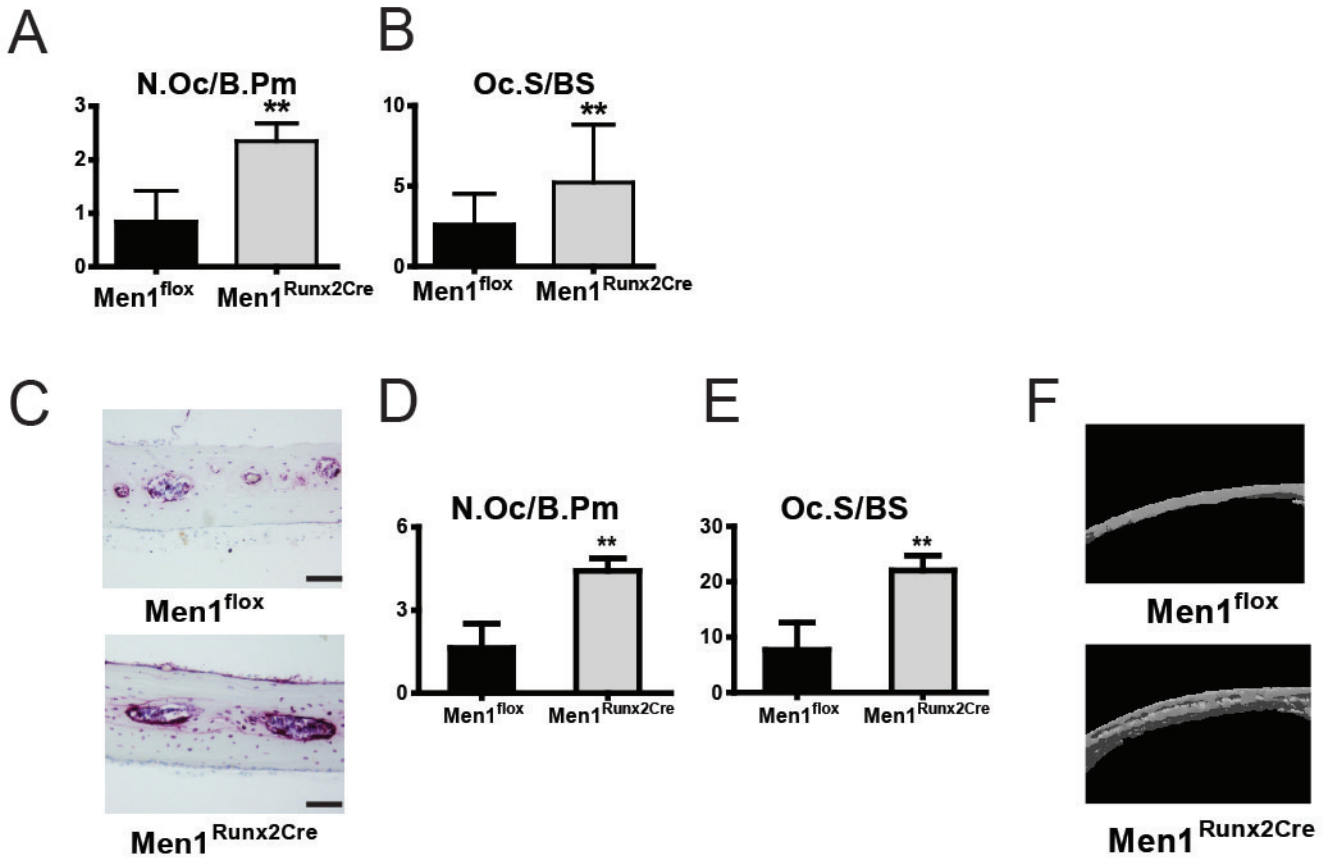 A
N.Oc/B.Pm
**
3
2
1
0
Men1flox
Men1Runx2Cre
B
Oc.S/BS
**
10
5
0
Men1flox
Men1Runx2Cre
C
Men1flox
Men1Runx2Cre
D
N.Oc/B.Pm
**
6
3
0
Men1flox
Men1Runx2Cre
E
Oc.S/BS
**
30
20
10
0
Men1flox
Men1Runx2Cre
F
Men1flox
Men1Runx2Cre